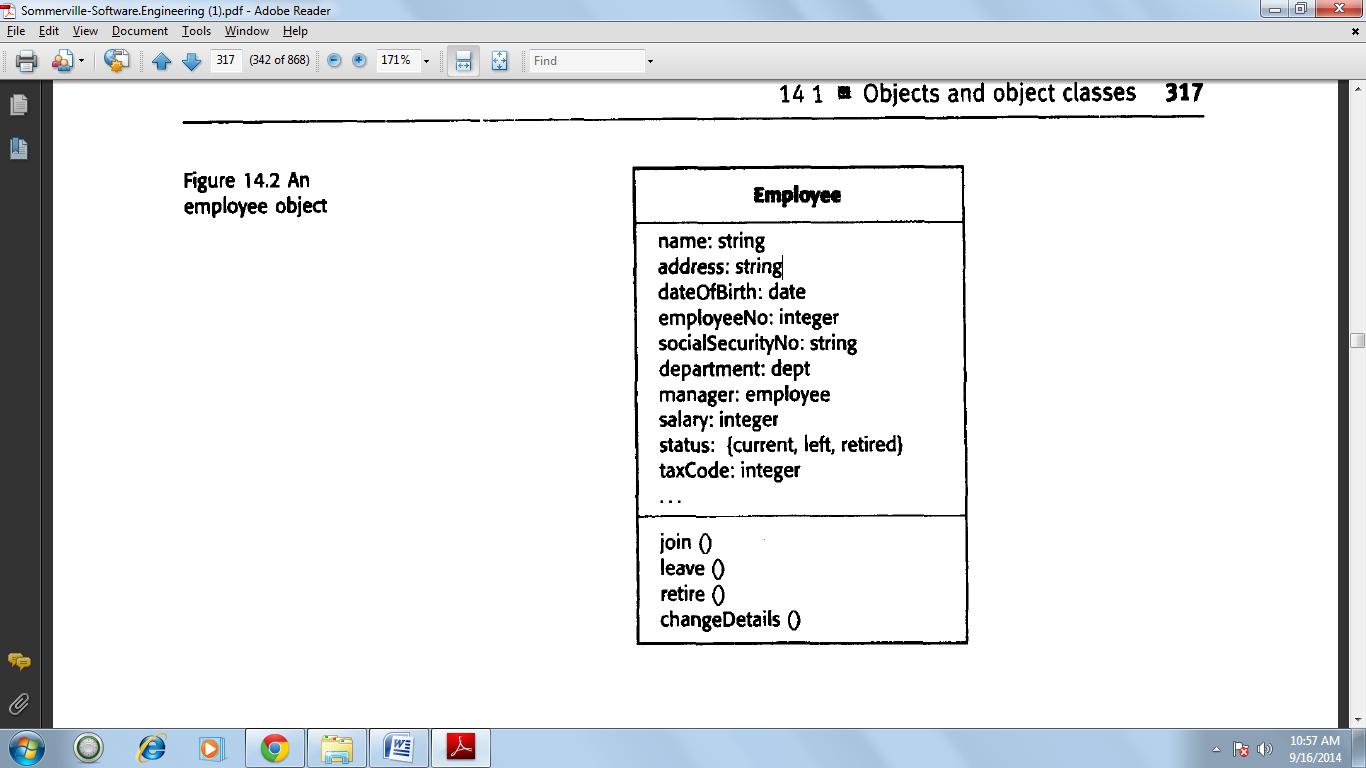 Sommerville-Software.Engineering (1).pdf - Adobe Reader
File Edit View Document Tools Window Help
317 (342 of 868) 171% Find
14 1 ■ Objects and object classes 317
Figure 14.2 An
employee object
Employee
name: string
address: string
dateOfBirth: date
employeeNo: integer
socialSecurityNo: string
department: dept
manager: employee
salary: integer
status: {current, left, retired}
taxCode: integer
. . .
join ()
leave ()
retire ()
changeDetails ()
10:57 AM
9/16/2014